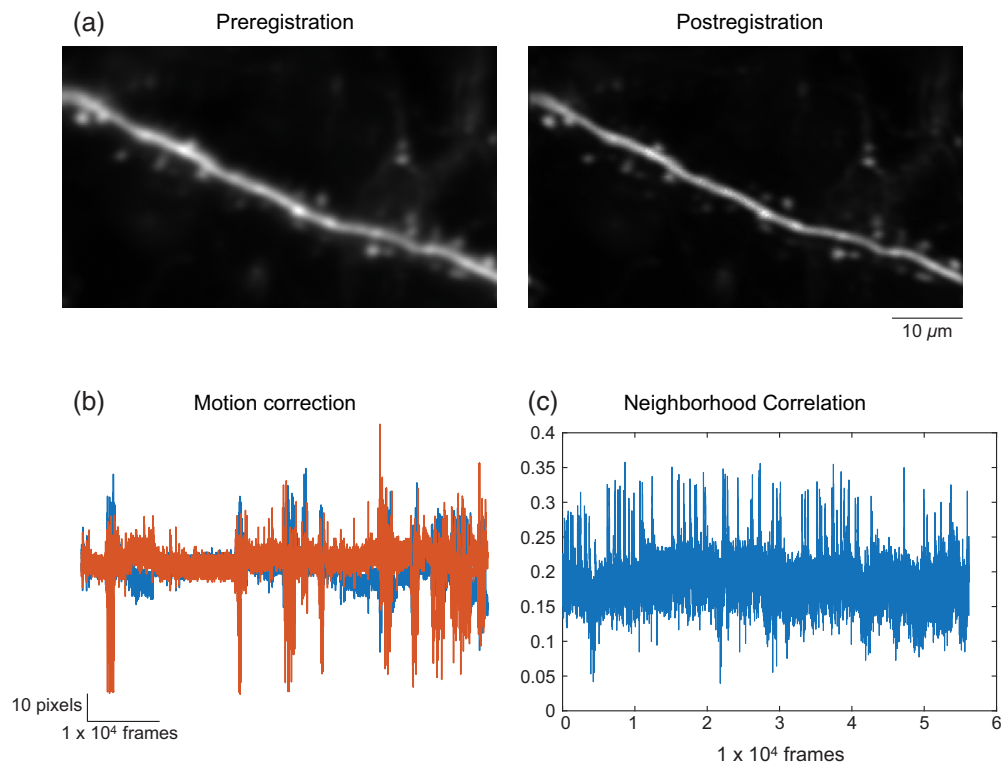 (a)
Preregistration
Postregistration
10 µm
(b)
Motion correction
10 pixels
1 x 10⁴ frames
(c)
Neighborhood Correlation
0.4
0.35
0.3
0.25
0.2
0.15
0.1
0.05
0
0 1 2 3 4 5 6
1 x 10⁴ frames